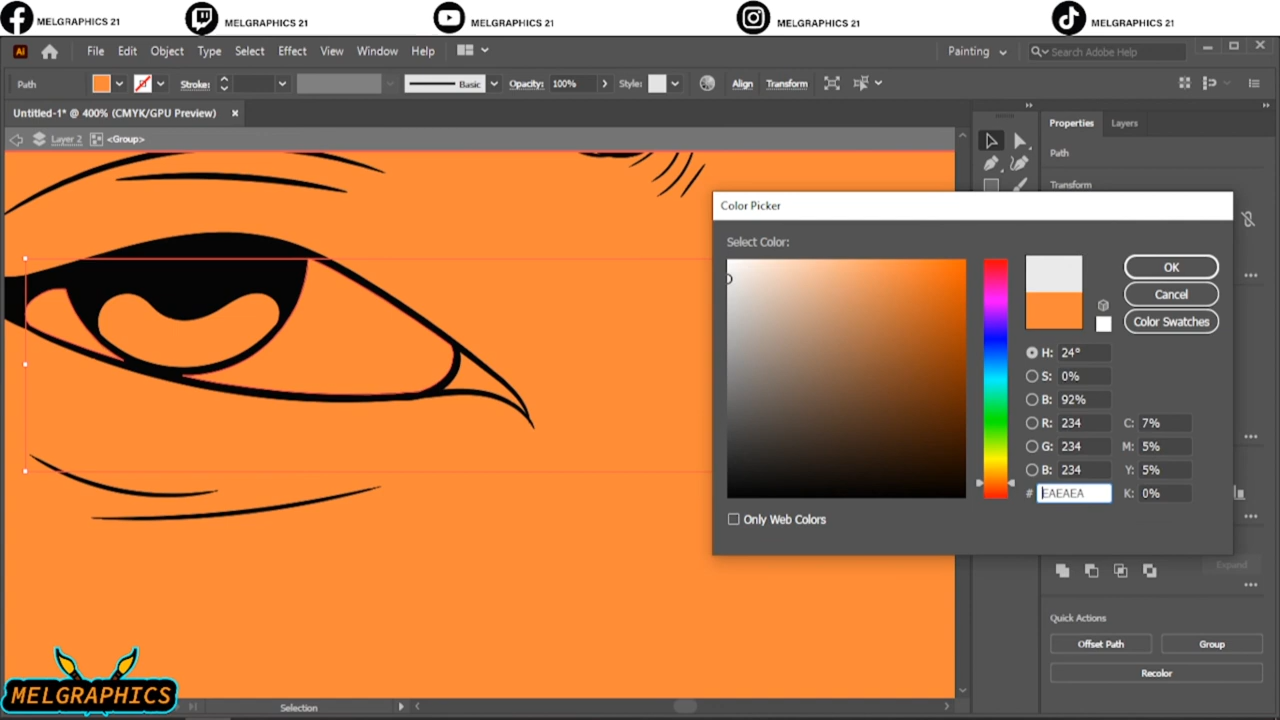 MELGRAPHICS 21 MELGRAPHICS 21 MELGRAPHICS 21 MELGRAPHICS 21 MELGRAPHICS 21
Ai File Edit Object Type Select Effect View Window Help Painting Search Adobe Help
Path Stroke: Basic Opacity: 100% Style: Align Transform
Untitled-1* @ 400% (CMYK/GPU Preview) ×
Layer 2 <Group>
Properties Layers
Path
Transform
Color Picker
Select Color:
OK
Cancel
Color Swatches
H: 24°
S: 0%
B: 92%
R: 234 C: 7%
G: 234 M: 5%
B: 234 Y: 5%
# EAEAEA K: 0%
Only Web Colors
Expand
Quick Actions
Offset Path Group
Recolor
MELGRAPHICS
Selection